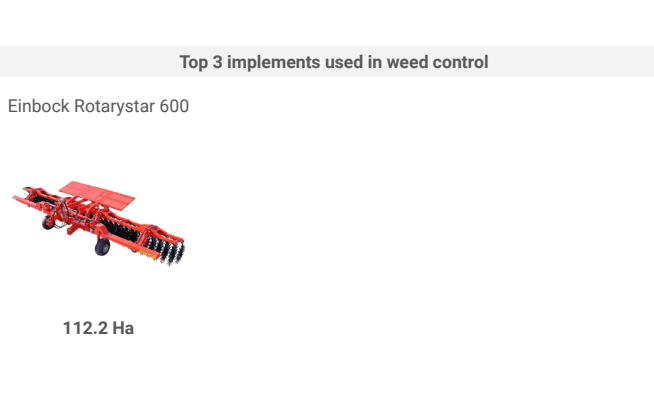 Top 3 implements used in weed control
Einbock Rotarystar 600
112.2 Ha